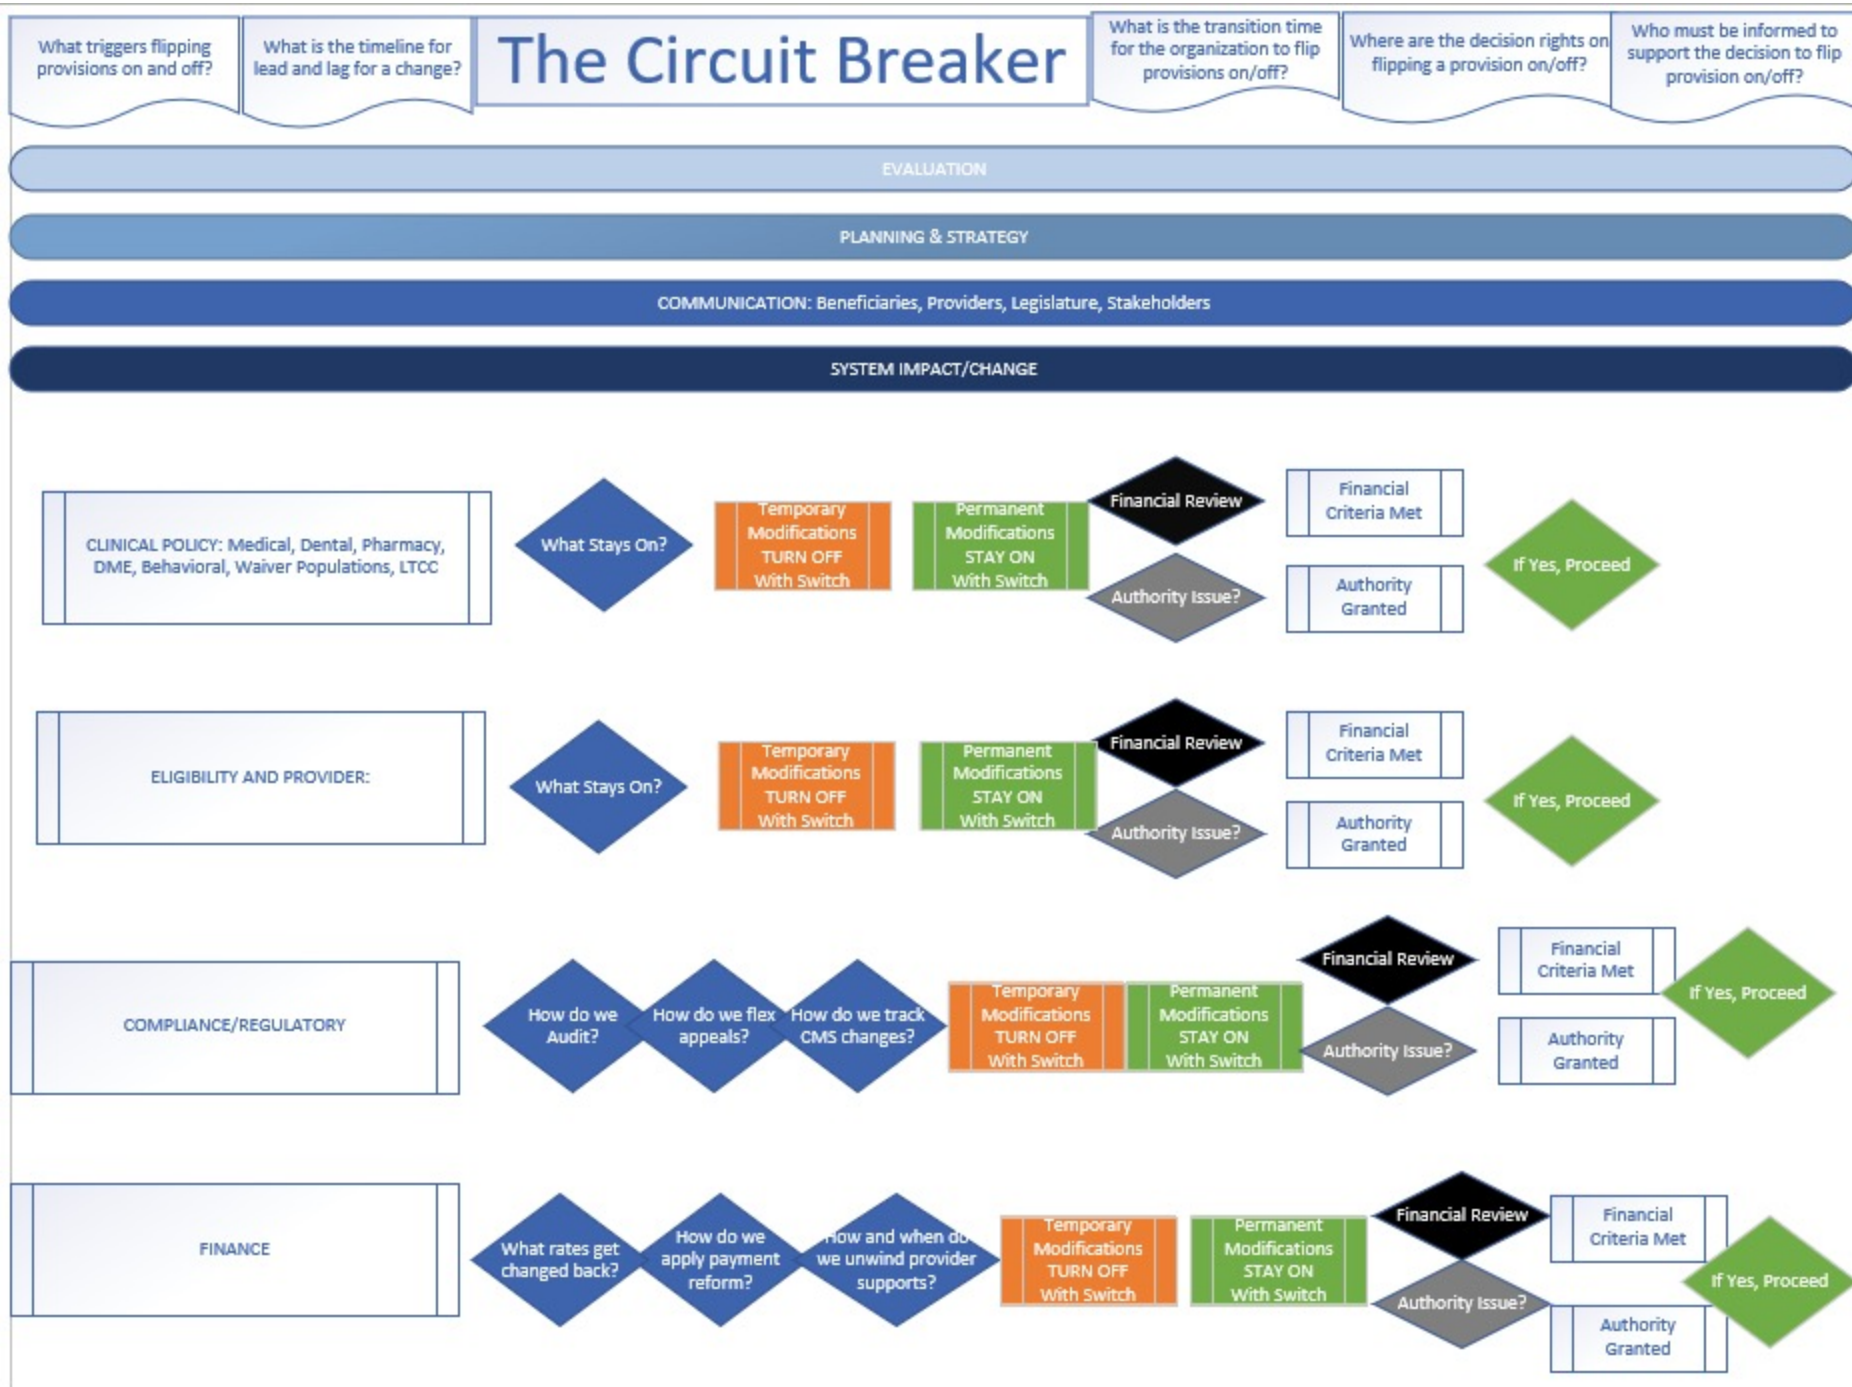 What triggers flipping
provisions on and off?
What is the timeline for
lead and lag for a change?
The Circuit Breaker
What is the transition time
for the organization to flip
provisions on/off?
Where are the decision rights on
flipping a provision on/off?
Who must be informed to
support the decision to flip
provision on/off?
EVALUATION
PLANNING & STRATEGY
COMMUNICATION: Beneficiaries, Providers, Legislature, Stakeholders
SYSTEM IMPACT/CHANGE
CLINICAL POLICY: Medical, Dental, Pharmacy,
DME, Behavioral, Waiver Populations, LTCC
What Stays On?
Temporary
Modifications
TURN OFF
With Switch
Permanent
Modifications
STAY ON
With Switch
Financial Review
Authority Issue?
Financial
Criteria Met
Authority
Granted
If Yes, Proceed
ELIGIBILITY AND PROVIDER:
What Stays On?
Temporary
Modifications
TURN OFF
With Switch
Permanent
Modifications
STAY ON
With Switch
Financial Review
Authority Issue?
Financial
Criteria Met
Authority
Granted
If Yes, Proceed
COMPLIANCE/REGULATORY
How do we
Audit?
How do we flex
appeals?
How do we track
CMS changes?
Temporary
Modifications
TURN OFF
With Switch
Permanent
Modifications
STAY ON
With Switch
Financial Review
Authority Issue?
Financial
Criteria Met
Authority
Granted
If Yes, Proceed
FINANCE
What rates get
changed back?
How do we
apply payment
reform?
How and when do
we unwind provider
supports?
Temporary
Modifications
TURN OFF
With Switch
Permanent
Modifications
STAY ON
With Switch
Financial Review
Authority Issue?
Financial
Criteria Met
Authority
Granted
If Yes, Proceed